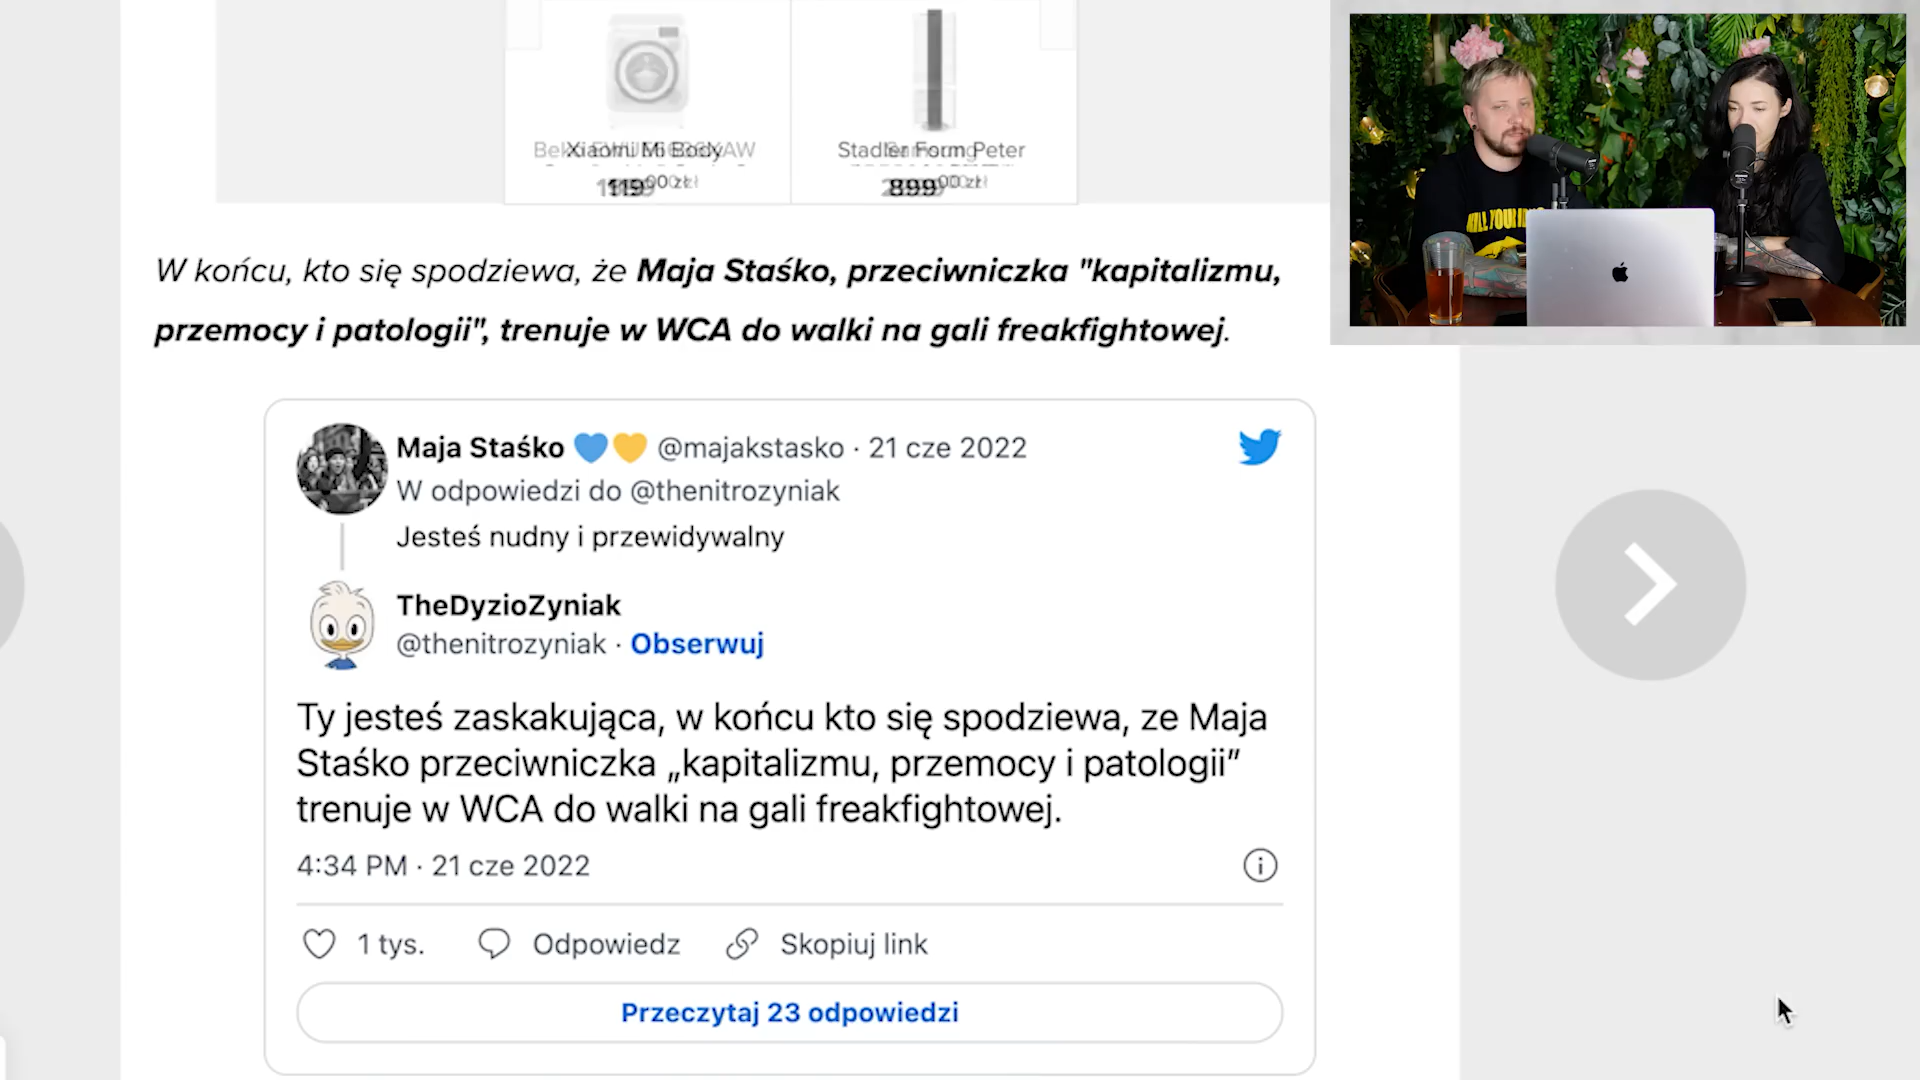 Stadler Form Peter
W końcu, kto się spodziewa, że Maja Staśko, przeciwniczka "kapitalizmu,
przemocy i patologii", trenuje w WCA do walki na gali freakfightowej.
Maja Staśko 💙💛 @majakstasko · 21 cze 2022
W odpowiedzi do @thenitrozyniak
Jesteś nudny i przewidywalny
TheDyzioZyniak
@thenitrozyniak · Obserwuj
Ty jesteś zaskakująca, w końcu kto się spodziewa, ze Maja
Staśko przeciwniczka „kapitalizmu, przemocy i patologii”
trenuje w WCA do walki na gali freakfightowej.
4:34 PM · 21 cze 2022
1 tys.
Odpowiedz
Skopiuj link
Przeczytaj 23 odpowiedzi